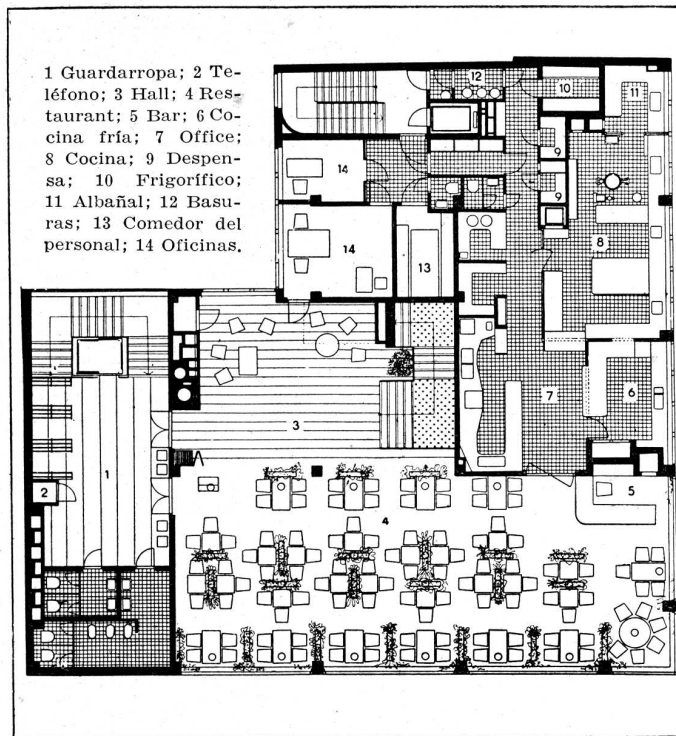 1 Guardarropa; 2 Te-
léfono; 3 Hall; 4 Res-
taurant; 5 Bar; 6 Co-
cina fría; 7 Office;
8 Cocina; 9 Despen-
sa; 10 Frigorífico;
11 Albañal; 12 Basu-
ras; 13 Comedor del
personal; 14 Oficinas.
12
10
11
9
14
9
8
14
13
7
6
3
1
2
5
4